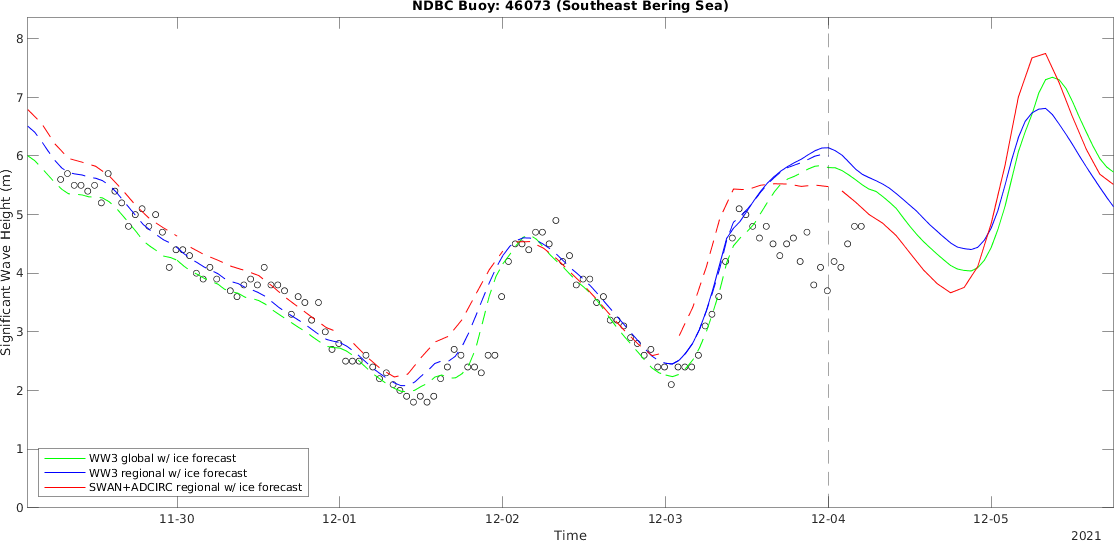 NDBC Buoy: 46073 (Southeast Bering Sea)
Significant Wave Height (m)
8
7
6
5
4
3
2
1
0
WW3 global w/ ice forecast
WW3 regional w/ ice forecast
SWAN+ADCIRC regional w/ ice forecast
11-30 12-01 12-02 12-03 12-04 12-05
Time
2021